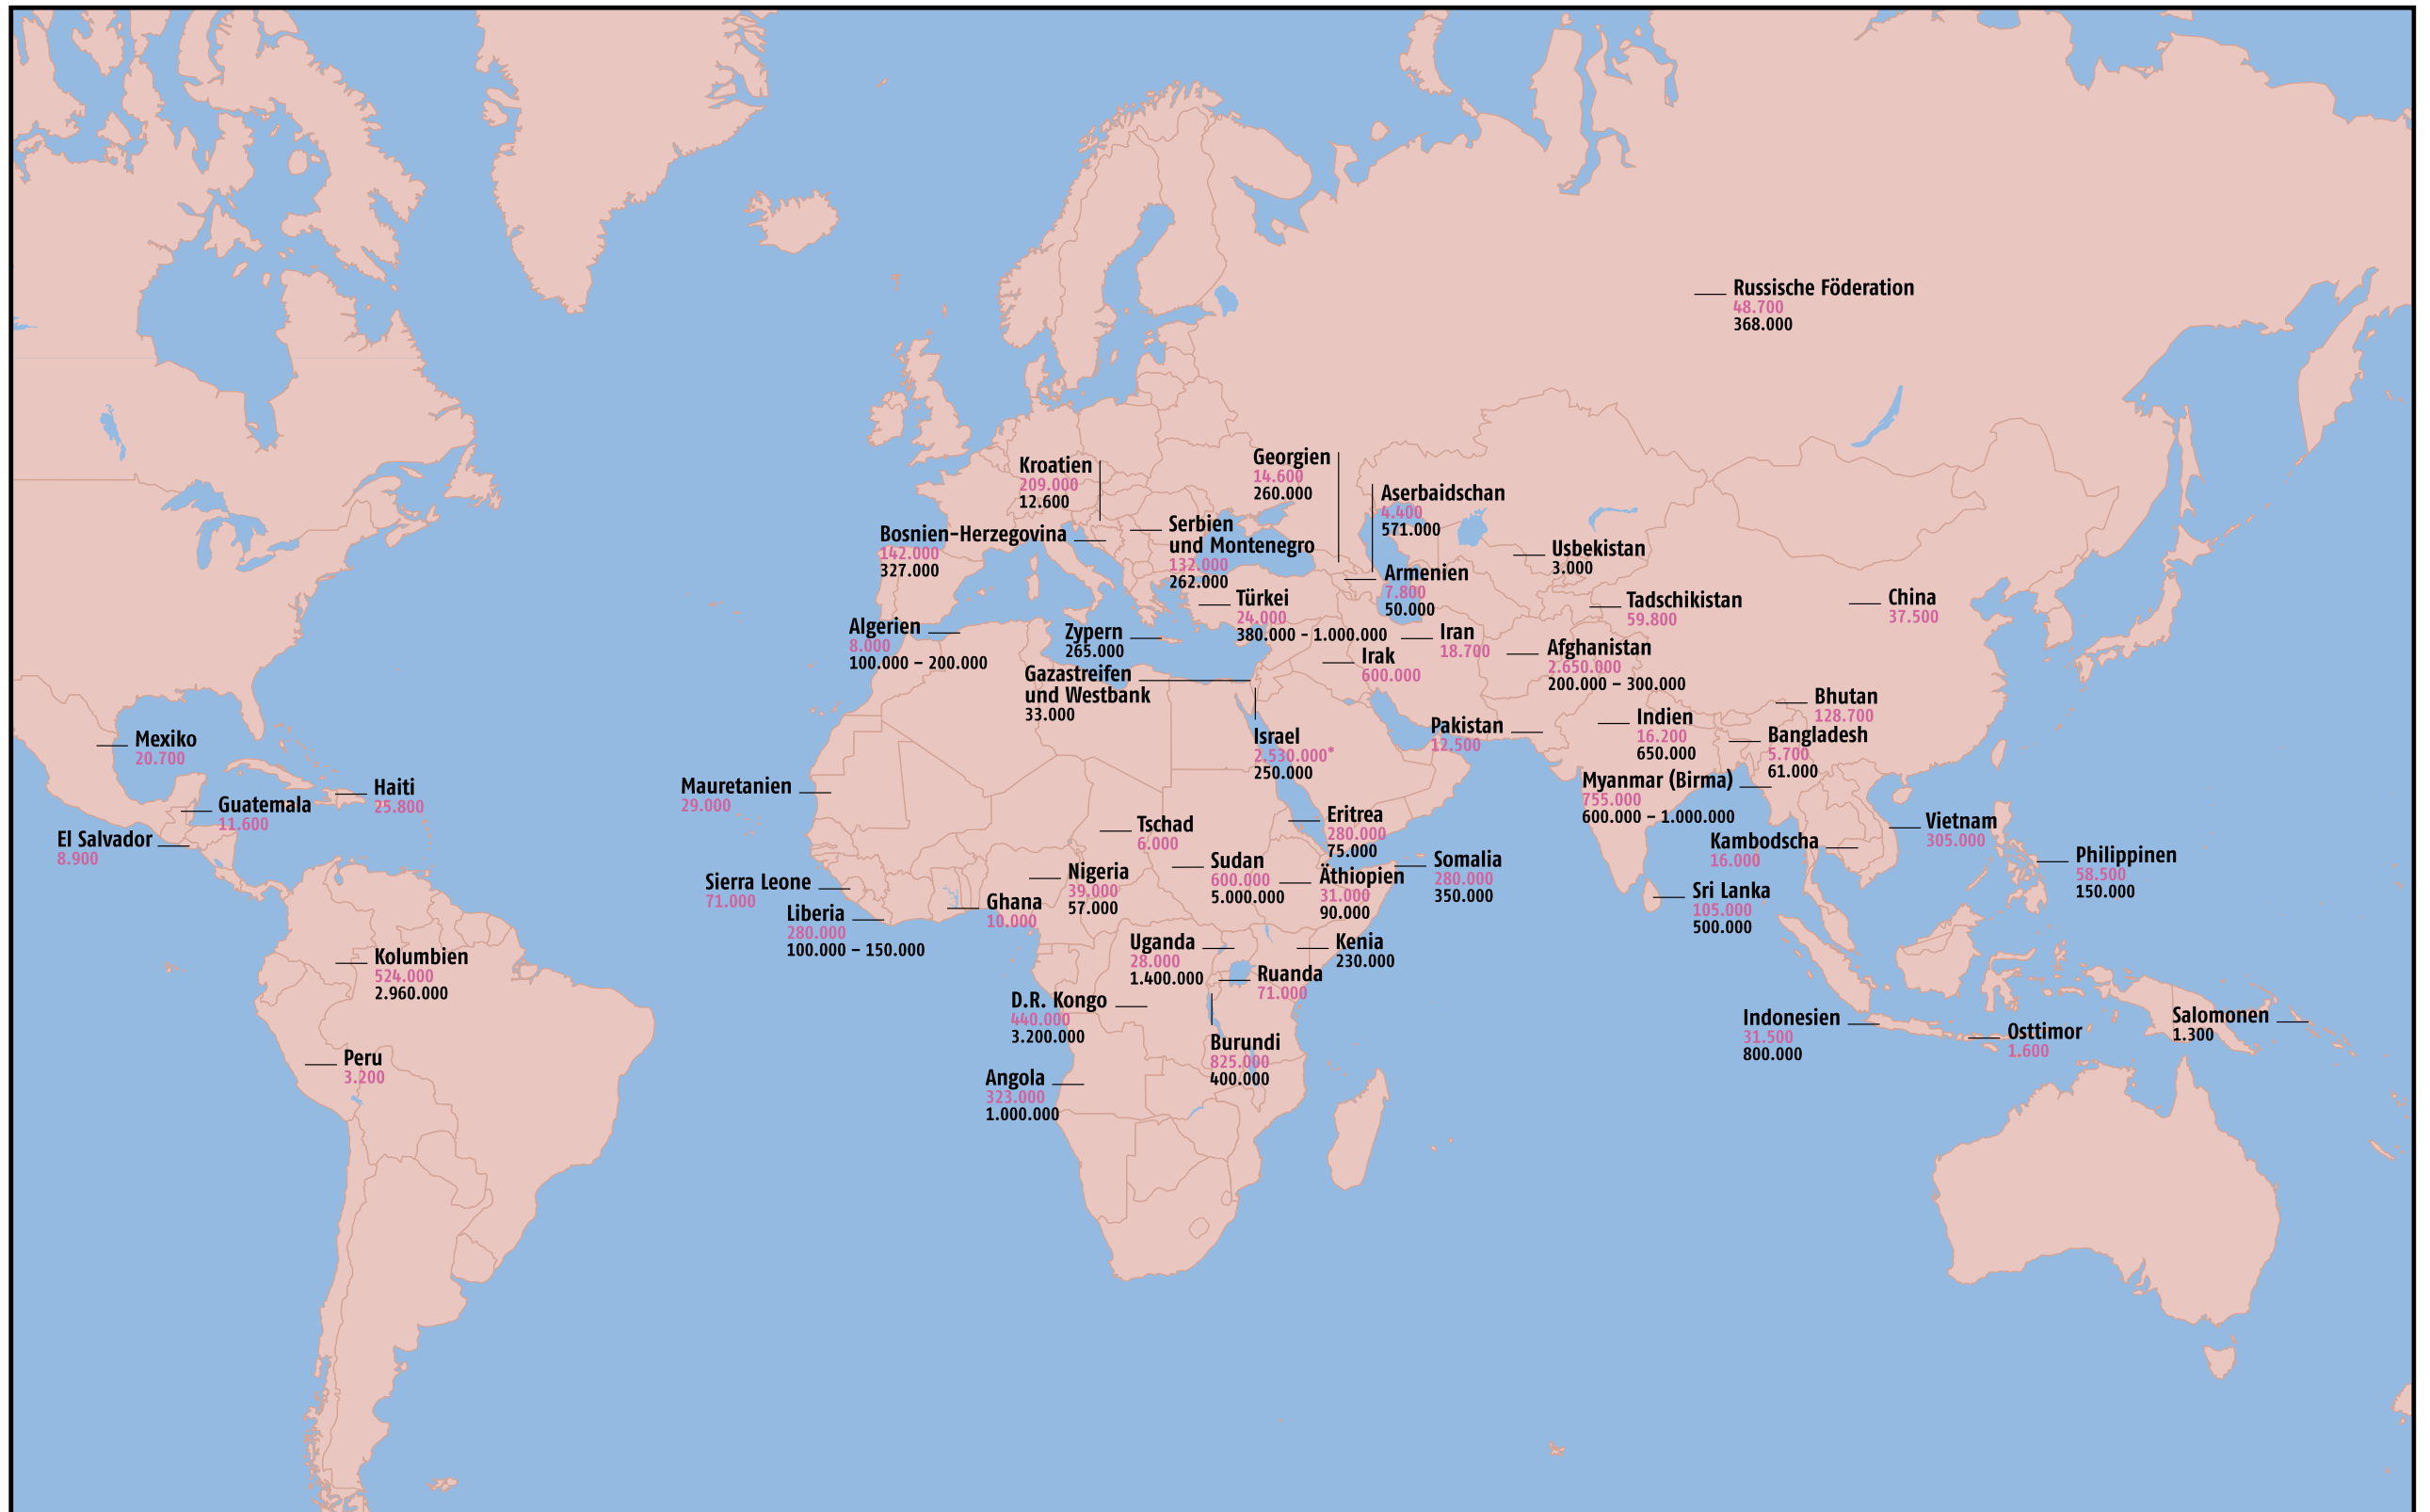 Russische Föderation
48.700
368.000
Kroatien
209.000
12.600
Georgien
14.600
260.000
Aserbaidschan
4.400
571.000
Bosnien-Herzegovina
142.000
327.000
Serbien
und Montenegro
132.000
262.000
Usbekistan
3.000
Armenien
7.800
50.000
Türkei
24.000
380.000 – 1.000.000
Tadschikistan
59.800
China
37.500
Algerien
8.000
100.000 – 200.000
Zypern
265.000
Iran
18.700
Irak
600.000
Afghanistan
2.650.000
200.000 – 300.000
Gazastreifen
und Westbank
33.000
Israel
2.530.000*
250.000
Pakistan
12.500
Indien
16.200
650.000
Bhutan
128.700
Bangladesh
5.700
61.000
Myanmar (Birma)
755.000
600.000 – 1.000.000
Mexiko
20.700
Haiti
25.800
Guatemala
11.600
El Salvador
8.900
Mauretanien
29.000
Tschad
6.000
Eritrea
280.000
75.000
Vietnam
305.000
Kambodscha
16.000
Philippinen
58.500
150.000
Sierra Leone
71.000
Nigeria
39.000
57.000
Sudan
600.000
5.000.000
Äthiopien
31.000
90.000
Somalia
280.000
350.000
Sri Lanka
105.000
500.000
Liberia
280.000
100.000 – 150.000
Ghana
10.000
Uganda
28.000
1.400.000
Kenia
230.000
Ruanda
71.000
Kolumbien
524.000
2.960.000
D.R. Kongo
440.000
3.200.000
Burundi
825.000
400.000
Indonesien
31.500
800.000
Osttimor
1.600
Salomonen
1.300
Peru
3.200
Angola
323.000
1.000.000